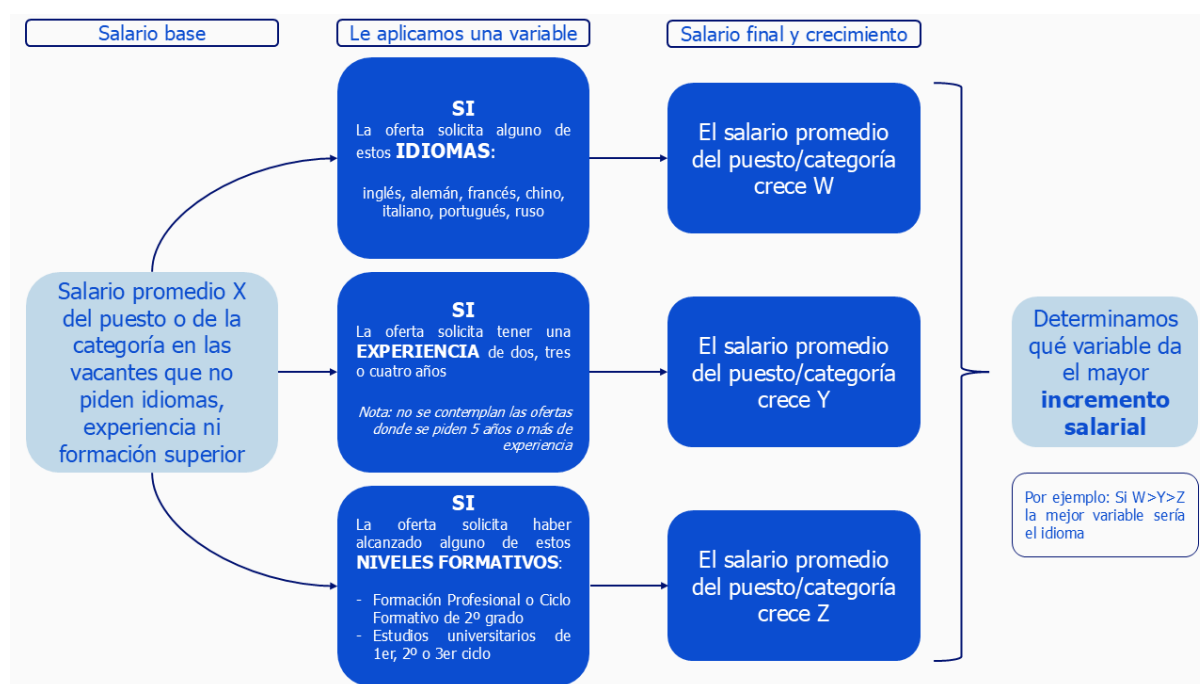 Salario base
Le aplicamos una variable
Salario final y crecimiento
Salario promedio X
del puesto o de la
categoría en las
vacantes que no
piden idiomas,
experiencia ni
formación superior
SI
La oferta solicita alguno de
estos IDIOMAS:
inglés, alemán, francés, chino,
italiano, portugués, ruso
El salario promedio
del puesto/categoría
crece W
SI
La oferta solicita tener una
EXPERIENCIA de dos, tres
o cuatro años
Nota: no se contemplan las ofertas
donde se piden 5 años o más de
experiencia
El salario promedio
del puesto/categoría
crece Y
SI
La oferta solicita haber
alcanzado alguno de estos
NIVELES FORMATIVOS:
- Formación Profesional o Ciclo
Formativo de 2º grado
- Estudios universitarios de
1er, 2º o 3er ciclo
El salario promedio
del puesto/categoría
crece Z
Determinamos
qué variable da
el mayor
incremento
salarial
Por ejemplo: Si W>Y>Z
la mejor variable sería
el idioma